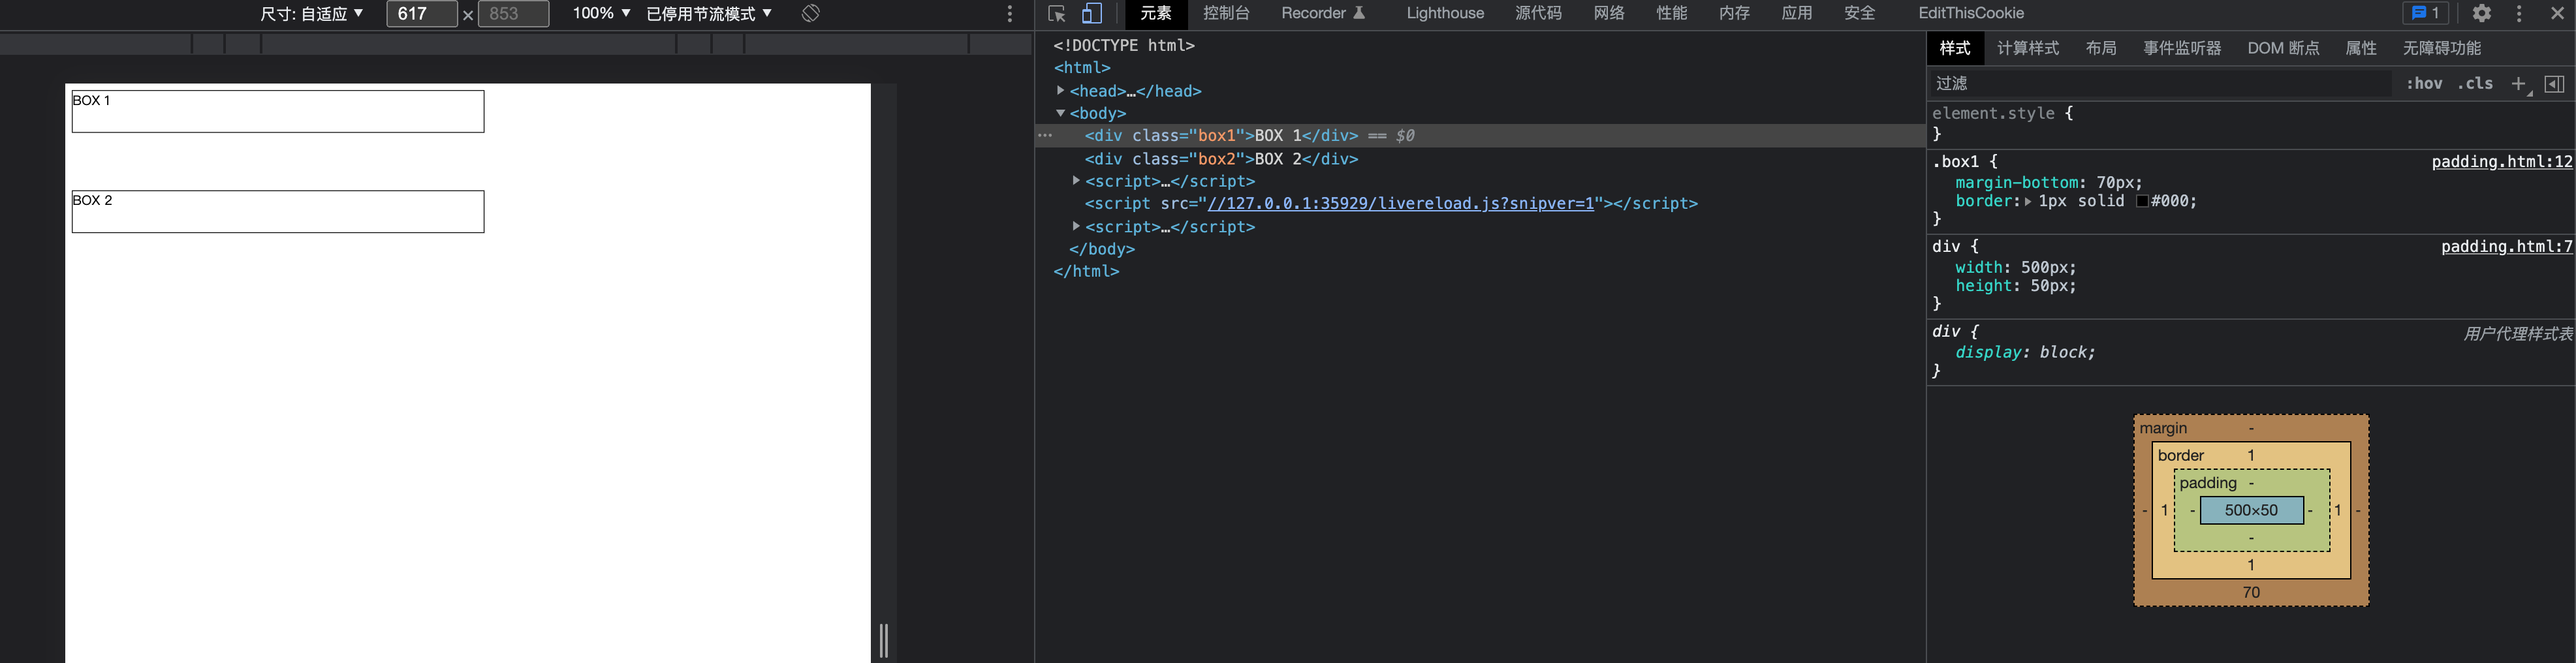 尺寸: 自适应 ▼ 617 × 853 100% ▼ 已停用节流模式 ▼
BOX 1
BOX 2
元素 控制台 Recorder Lighthouse 源代码 网络 性能 内存 应用 安全 EditThisCookie 1
<!DOCTYPE html>
<html>
<head>…</head>
<body>
<div class="box1">BOX 1</div> == $0
<div class="box2">BOX 2</div>
<script>…</script>
<script src="//127.0.0.1:35929/livereload.js?snipver=1"></script>
<script>…</script>
</body>
</html>
样式 计算样式 布局 事件监听器 DOM 断点 属性 无障碍功能
过滤 :hov .cls
element.style {
}
.box1 { padding.html:12
margin-bottom: 70px;
border: 1px solid #000;
}
div { padding.html:7
width: 500px;
height: 50px;
}
div { 用户代理样式表
display: block;
}
margin -
border 1
padding -
- 1 - 500×50 - 1 -
-
1
70